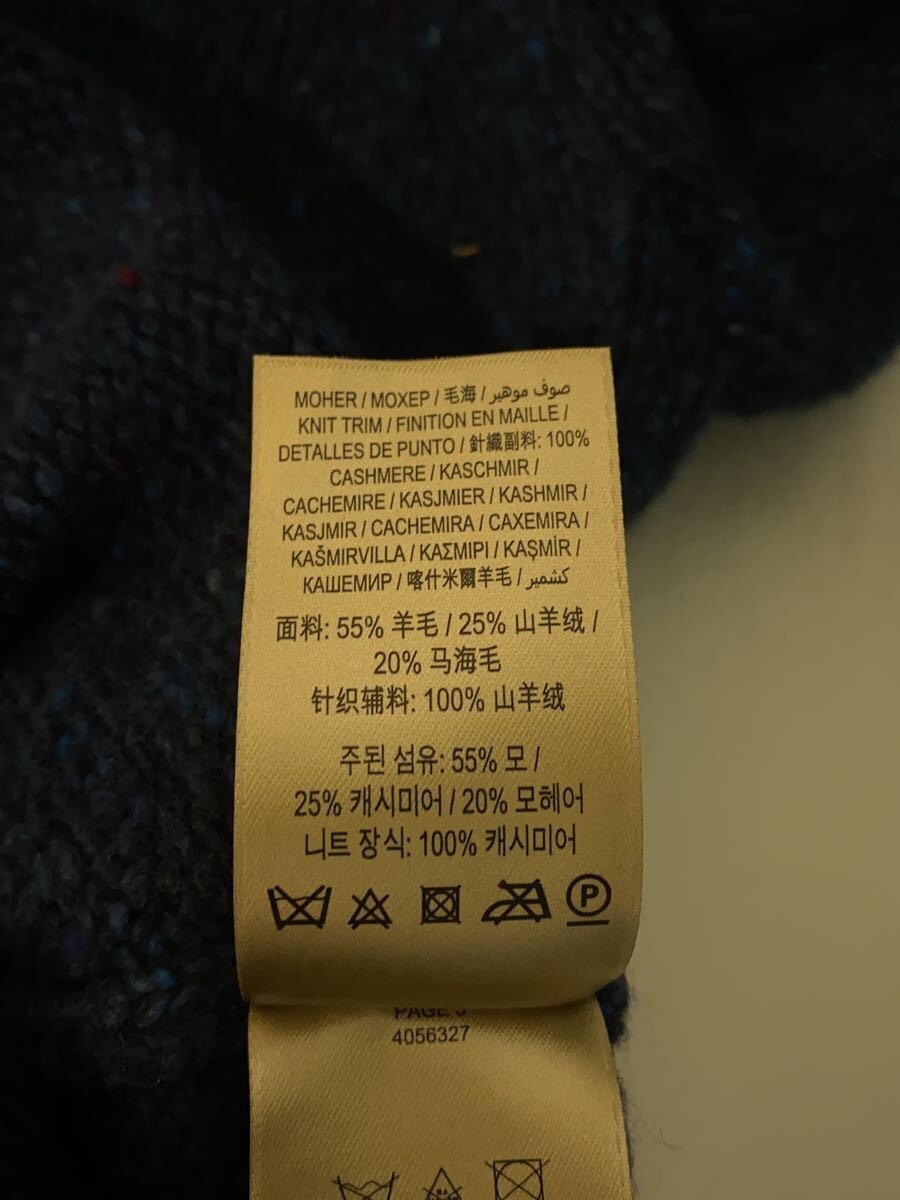 MOHER / МОХЕР / 毛海 / صوف موهير
KNIT TRIM / FINITION EN MAILLE /
DETALLES DE PUNTO / 針織副料: 100%
CASHMERE / KASCHMIR /
CACHEMIRE / KASJMIER / KASHMIR /
KASJMIR / CACHEMIRA / CAXEMIRA /
KAŠMIRVILLA / ΚΑΣΜΙΡΙ / KAŞMİR /
КАШЕМИР / 喀什米爾羊毛 / كشمير
面料: 55% 羊毛 / 25% 山羊绒 /
20% 马海毛
针织辅料: 100% 山羊绒
주된 섬유: 55% 모 /
25% 캐시미어 / 20% 모헤어
니트 장식: 100% 캐시미어
P
PAGE
4056327